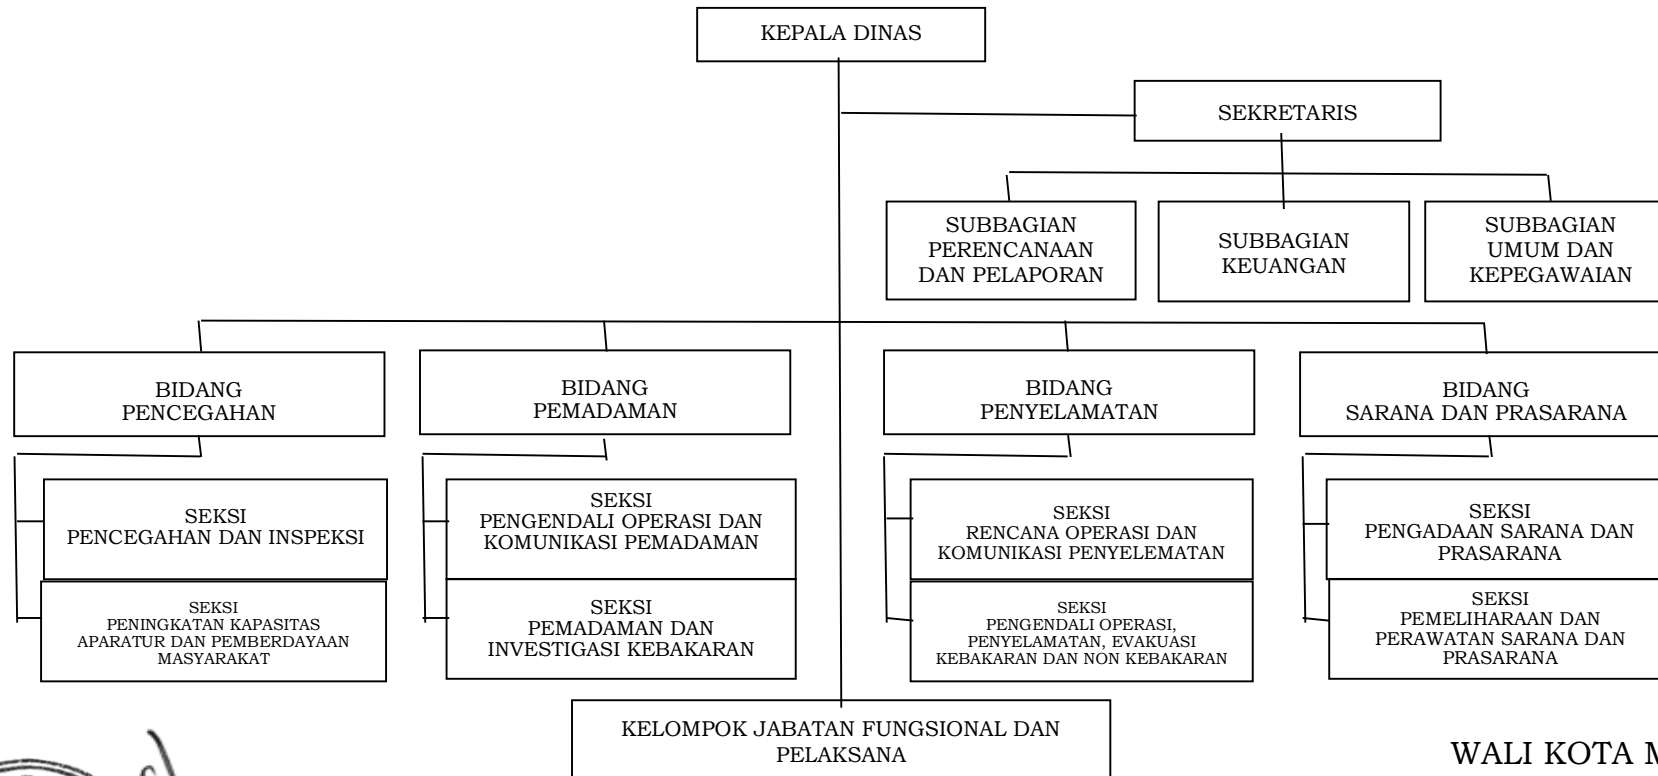 KEPALA DINAS
SEKRETARIS
SUBBAGIAN
PERENCANAAN
DAN PELAPORAN
SUBBAGIAN
KEUANGAN
SUBBAGIAN
UMUM DAN
KEPEGAWAIAN
BIDANG
PENCEGAHAN
BIDANG
PEMADAMAN
BIDANG
PENYELAMATAN
BIDANG
SARANA DAN PRASARANA
SEKSI
PENCEGAHAN DAN INSPEKSI
SEKSI
PENGENDALI OPERASI DAN
KOMUNIKASI PEMADAMAN
SEKSI
RENCANA OPERASI DAN
KOMUNIKASI PENYELEMATAN
SEKSI
PENGADAAN SARANA DAN
PRASARANA
SEKSI
PENINGKATAN KAPASITAS
APARATUR DAN PEMBERDAYAAN
MASYARAKAT
SEKSI
PEMADAMAN DAN
INVESTIGASI KEBAKARAN
SEKSI
PENGENDALI OPERASI,
PENYELAMATAN, EVAKUASI
KEBAKARAN DAN NON KEBAKARAN
SEKSI
PEMELIHARAAN DAN
PERAWATAN SARANA DAN
PRASARANA
KELOMPOK JABATAN FUNGSIONAL DAN
PELAKSANA
WALI KOTA M